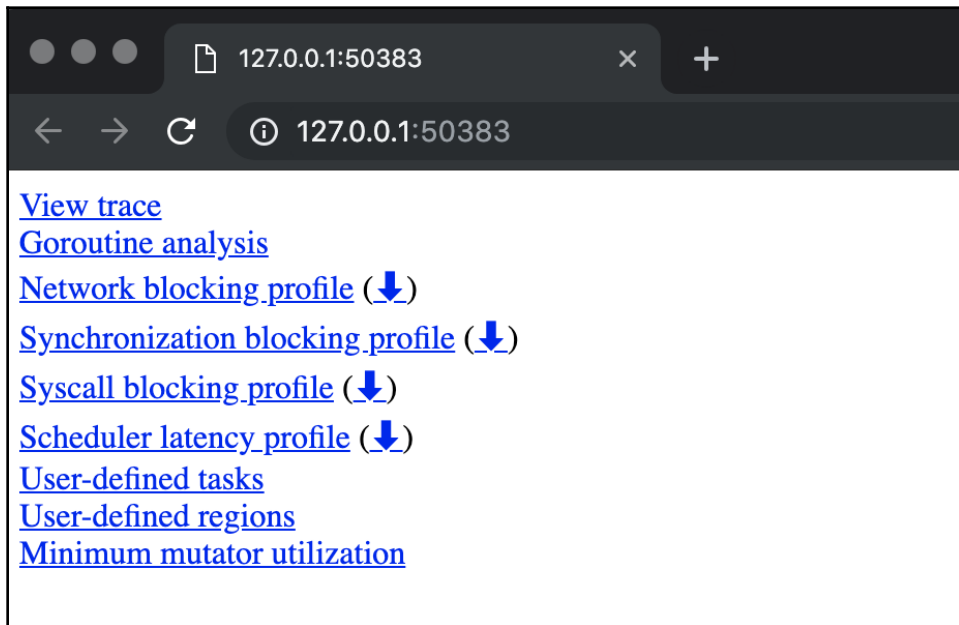 127.0.0.1:50383
127.0.0.1:50383
View trace
Goroutine analysis
Network blocking profile (⬇)
Synchronization blocking profile (⬇)
Syscall blocking profile (⬇)
Scheduler latency profile (⬇)
User-defined tasks
User-defined regions
Minimum mutator utilization